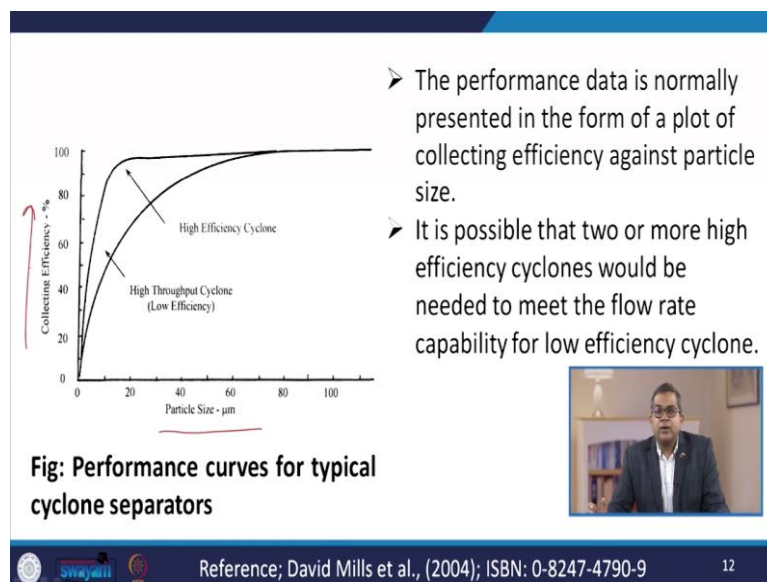 ➢ The performance data is normally
presented in the form of a plot of
collecting efficiency against particle
size.
➢ It is possible that two or more high
efficiency cyclones would be
needed to meet the flow rate
capability for low efficiency cyclone.
Collecting Efficiency - %
100
80
60
40
20
0
High Efficiency Cyclone
High Throughput Cyclone
(Low Efficiency)
0 20 40 60 80 100
Particle Size - μm
Fig: Performance curves for typical
cyclone separators
swayam
Reference; David Mills et al., (2004); ISBN: 0-8247-4790-9
12